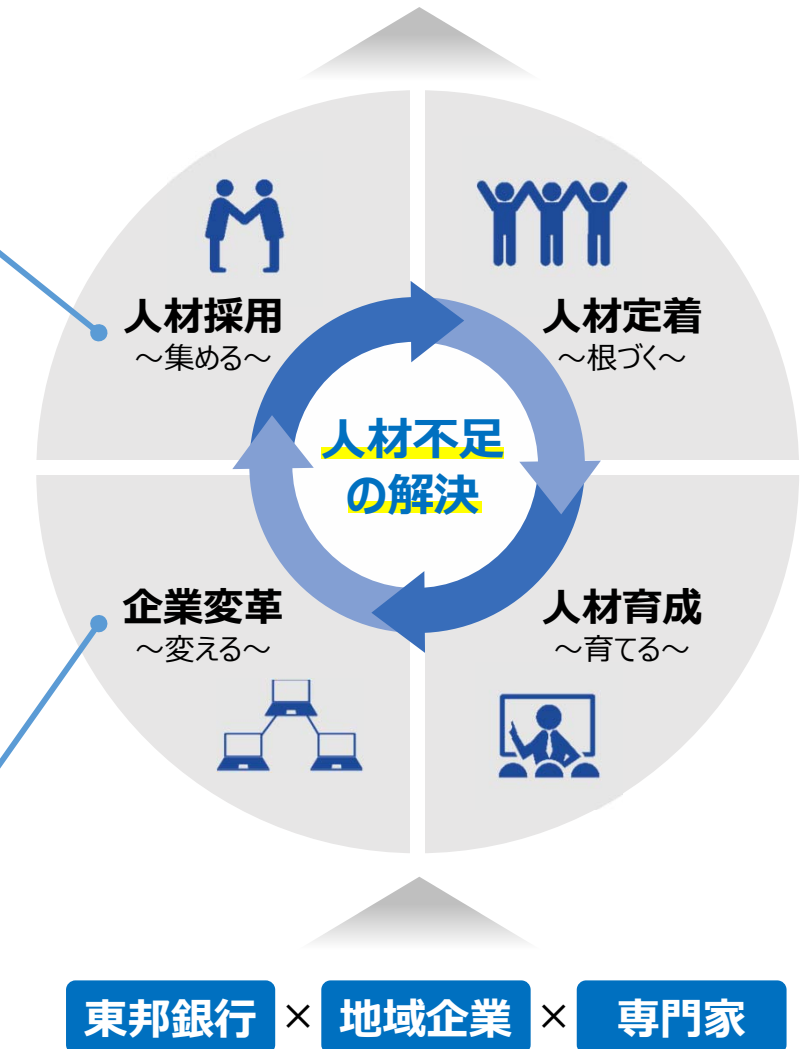 人材採用
～集める～
人材定着
～根づく～
人材不足
の解決
企業変革
～変える～
人材育成
～育てる～
東邦銀行 × 地域企業 × 専門家